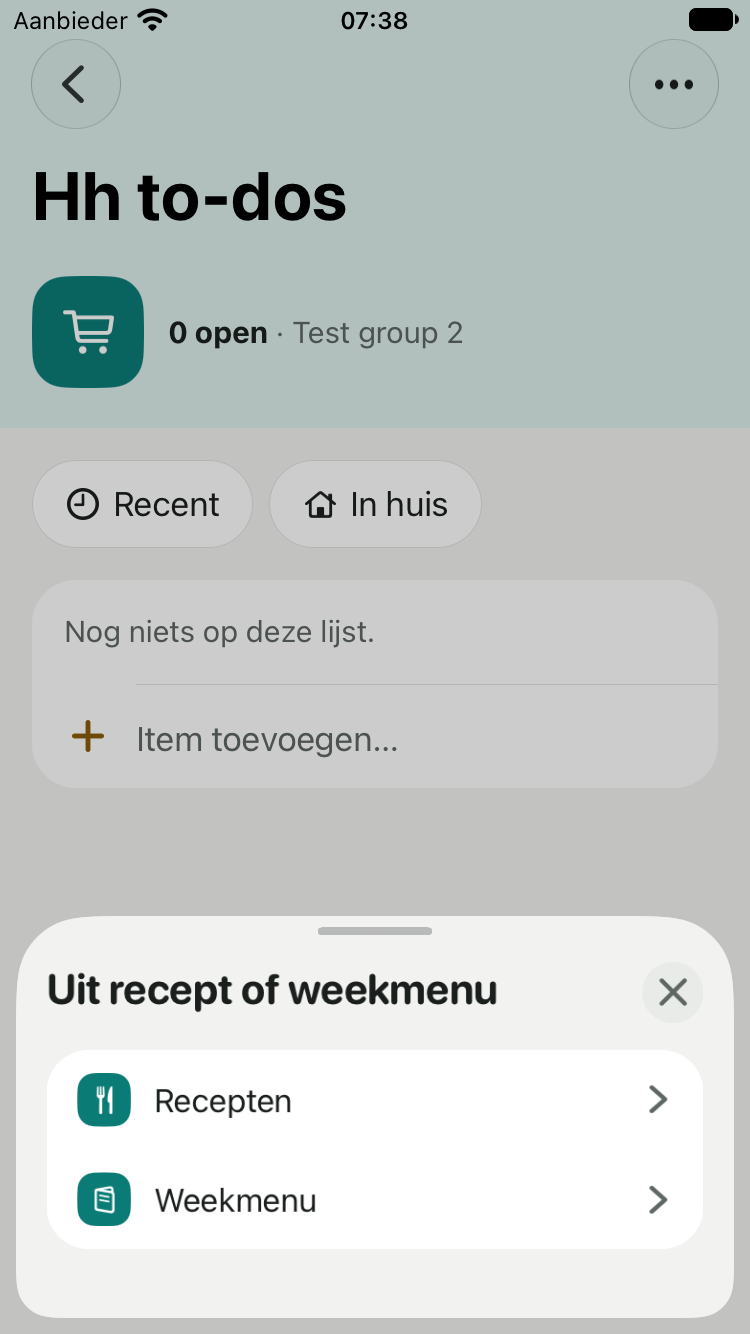 Aanbieder 07:38
Hh to-dos
0 open · Test group 2
Recent
In huis
Nog niets op deze lijst.
Item toevoegen...
Uit recept of weekmenu
Recepten
Weekmenu